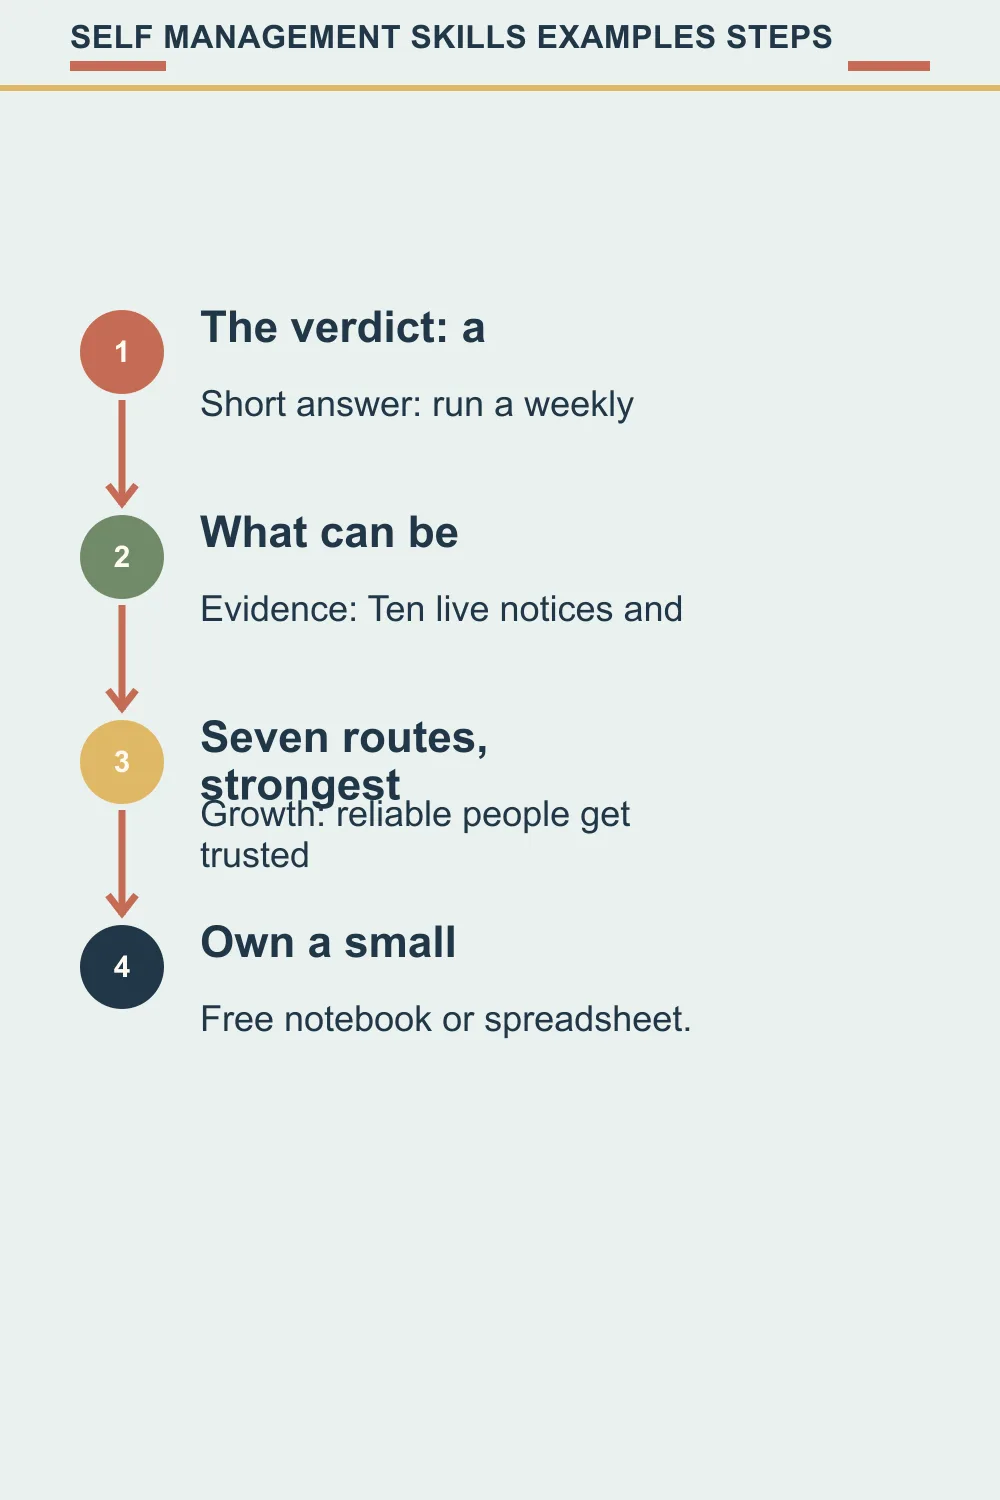 SELF MANAGEMENT SKILLS EXAMPLES STEPS
1
The verdict: a
Short answer: run a weekly
2
What can be
Evidence: Ten live notices and
3
Seven routes,
strongest
Growth: reliable people get
trusted
4
Own a small
Free notebook or spreadsheet.